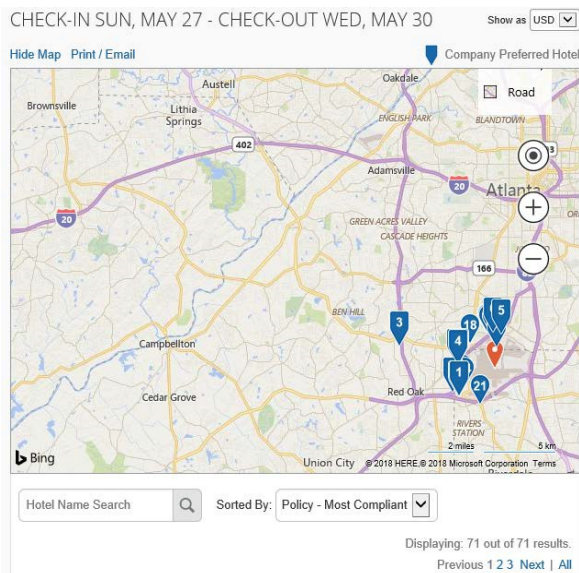 CHECK-IN SUN, MAY 27 - CHECK-OUT WED, MAY 30
Show as USD
Hide Map Print / Email
Company Preferred Hotel
Oakdale
Road
Austell
Brownsville
Lithia
Springs
ENGLISH PARK
BLANDTOWN
402
Adamsville
20
Atlanta
20
GREEN ACRES VALLEY
CASCADE HEIGHTS
166
BEN HILL
3
18
5
4
Campbellton
1
21
Cedar Grove
Red Oak
RIVERS
STATION
2 miles
5 km
Bing
Union City
© 2018 HERE, © 2018 Microsoft Corporation Terms
Hotel Name Search
Sorted By: Policy - Most Compliant
Displaying: 71 out of 71 results.
Previous 1 2 3 Next | All